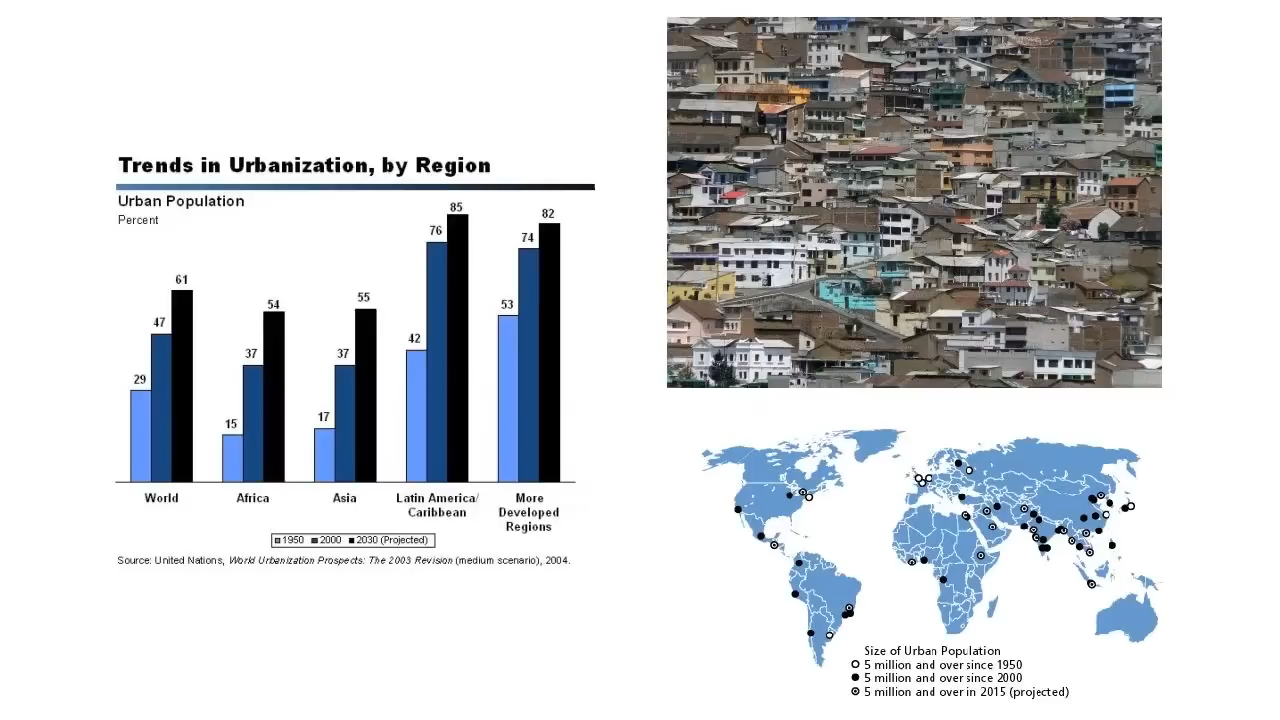 Trends in Urbanization, by Region
Urban Population
Percent
29
47
61
15
37
54
17
37
55
42
76
85
53
74
82
World
Africa
Asia
Latin America/
Caribbean
More
Developed
Regions
1950 2000 2030 (Projected)
Source: United Nations, World Urbanization Prospects: The 2003 Revision (medium scenario), 2004.
Size of Urban Population
5 million and over since 1950
5 million and over since 2000
5 million and over in 2015 (projected)